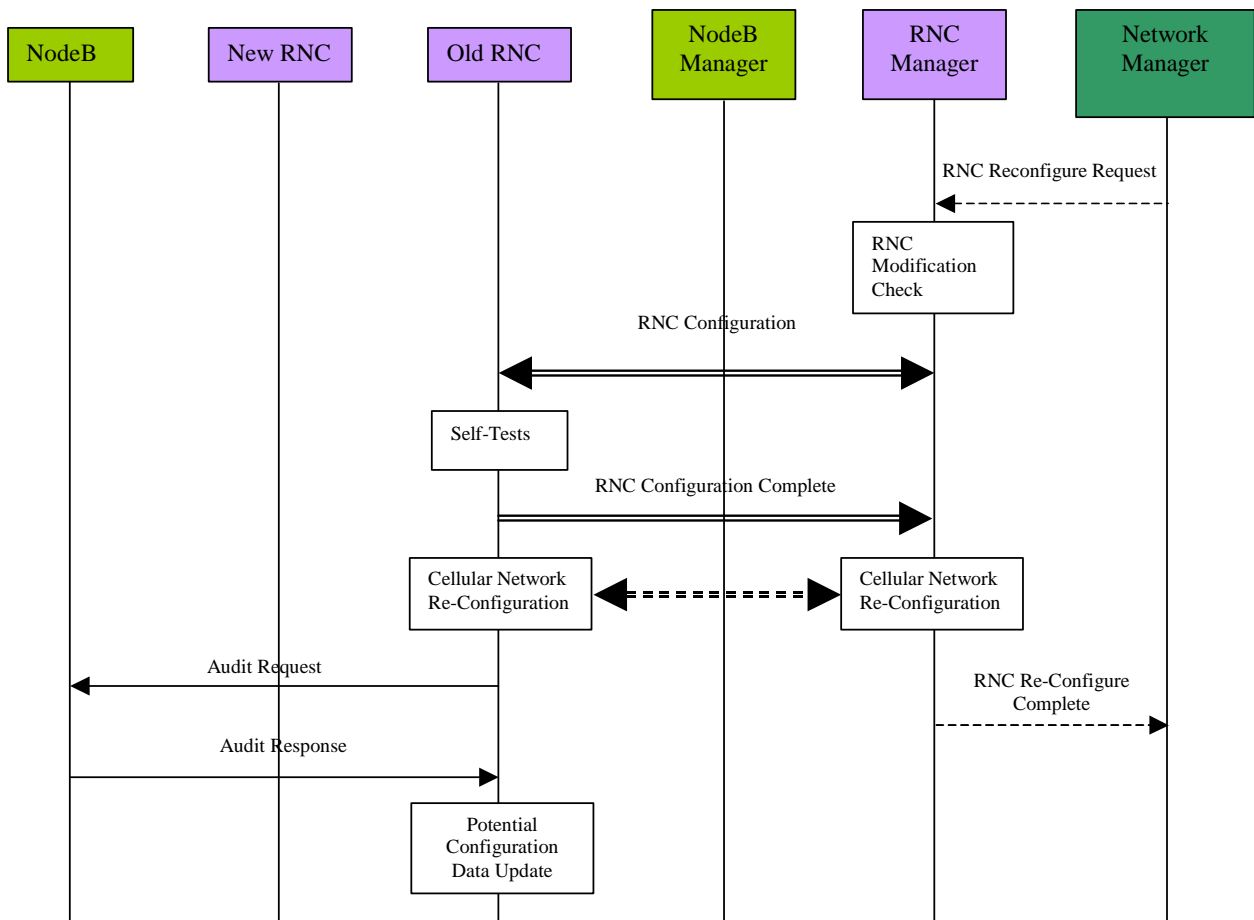 NodeB
New RNC
Old RNC
NodeB
Manager
RNC
Manager
Network
Manager
RNC Reconfigure Request
RNC
Modification
Check
RNC Configuration
Self-Tests
RNC Configuration Complete
Cellular Network
Re-Configuration
Cellular Network
Re-Configuration
Audit Request
RNC Re-Configure
Complete
Audit Response
Potential
Configuration
Data Update